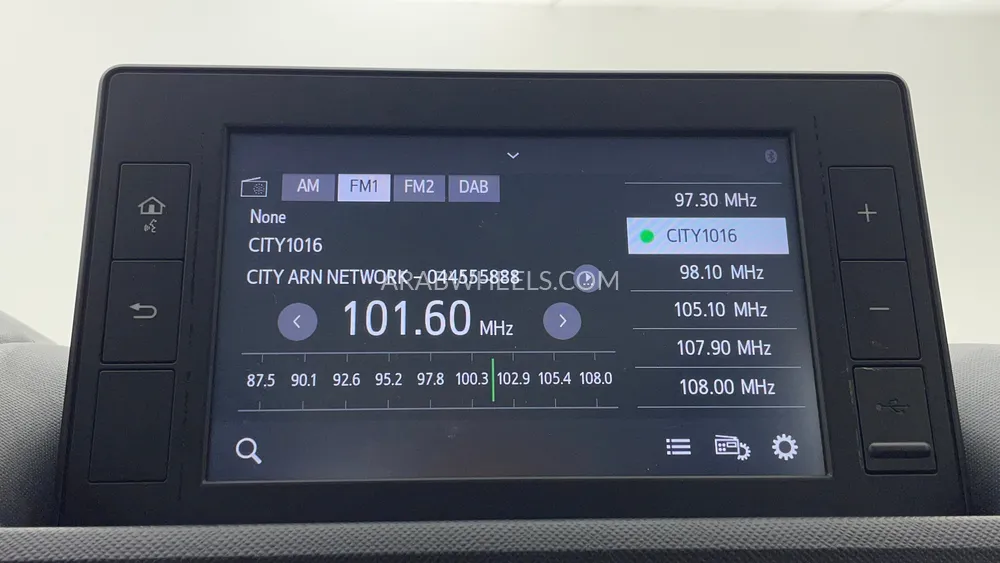 AM FM1 FM2 DAB
None
CITY1016
CITY ARN NETWORK - 044555888
ARABWHEELS.COM
101.60 MHz
87.5 90.1 92.6 95.2 97.8 100.3 102.9 105.4 108.0
97.30 MHz
CITY1016
98.10 MHz
105.10 MHz
107.90 MHz
108.00 MHz
+
−